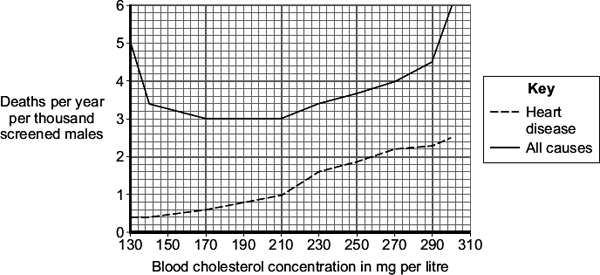 6
5
4
3
2
1
0
Deaths per year
per thousand
screened males
130 150 170 190 210 230 250 270 290 310
Blood cholesterol concentration in mg per litre
Key
Heart
disease
All causes